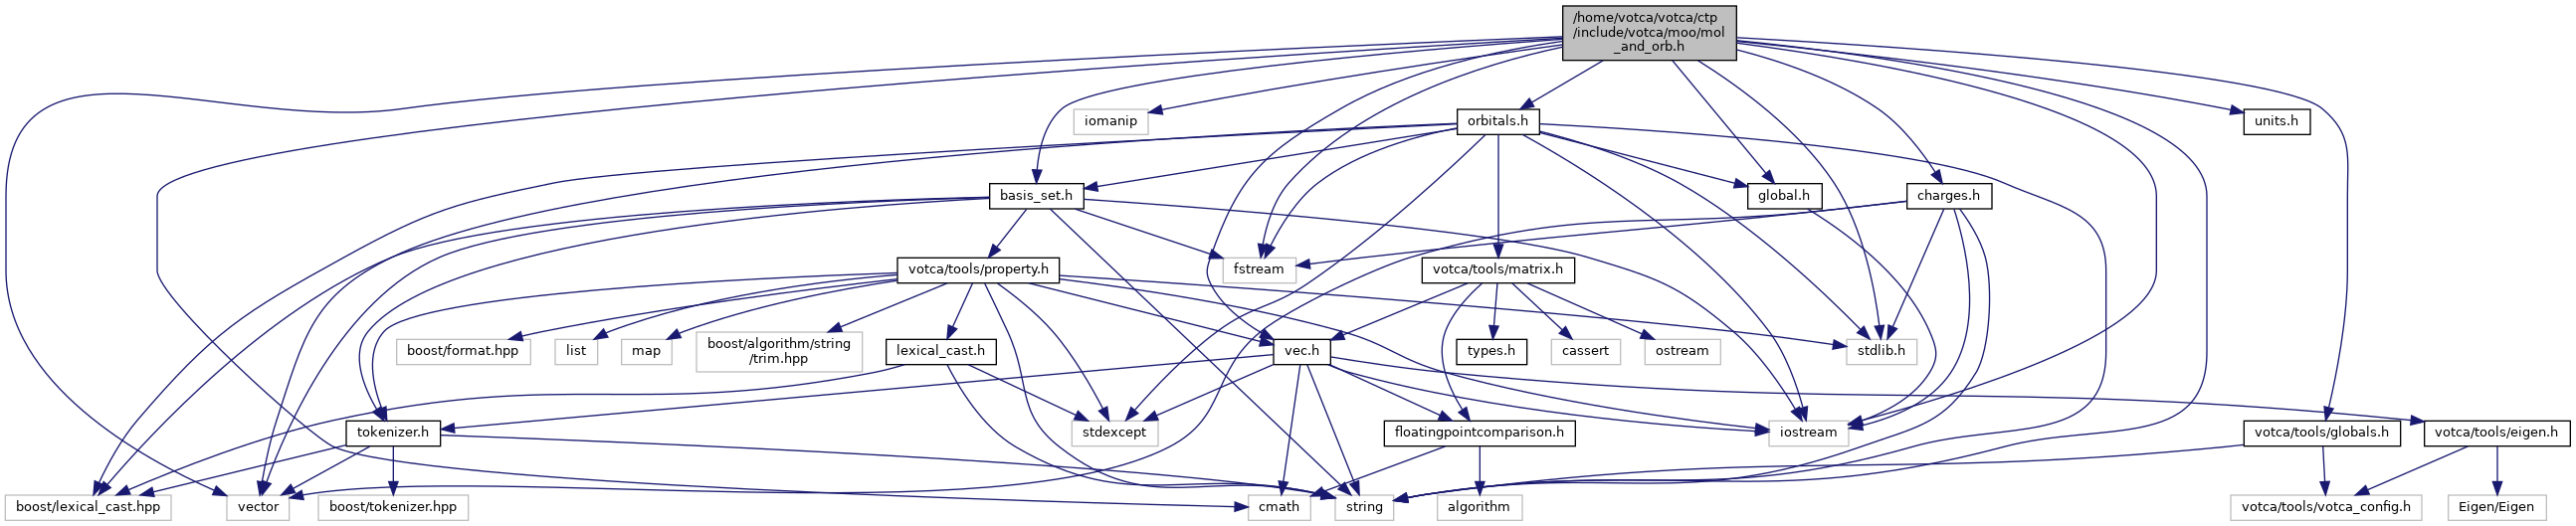 /home/votca/votca/ctp
/include/votca/moo/mol
_and_orb.h
iomanip
orbitals.h
units.h
basis_set.h
global.h
charges.h
votca/tools/property.h
fstream
votca/tools/matrix.h
boost/format.hpp
list
map
boost/algorithm/string
/trim.hpp
lexical_cast.h
vec.h
types.h
cassert
ostream
stdlib.h
tokenizer.h
stdexcept
floatingpointcomparison.h
iostream
votca/tools/globals.h
votca/tools/eigen.h
boost/lexical_cast.hpp
vector
boost/tokenizer.hpp
cmath
string
algorithm
votca/tools/votca_config.h
Eigen/Eigen